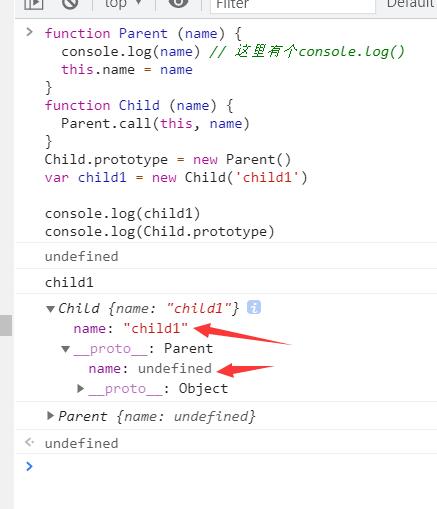 top
Filter
Default
function Parent (name) {
console.log(name) // 这里有个console.log()
this.name = name
}
function Child (name) {
Parent.call(this, name)
}
Child.prototype = new Parent()
var child1 = new Child('child1')
console.log(child1)
console.log(Child.prototype)
undefined
child1
Child {name: "child1"} i
name: "child1"
__proto__: Parent
name: undefined
__proto__: Object
Parent {name: undefined}
undefined